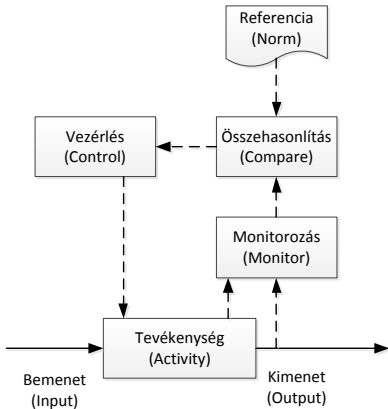 Referencia
(Norm)
Vezérlés
(Control)
Összehasonlítás
(Compare)
Monitorozás
(Monitor)
Tevékenység
(Activity)
Bemenet
(Input)
Kimenet
(Output)